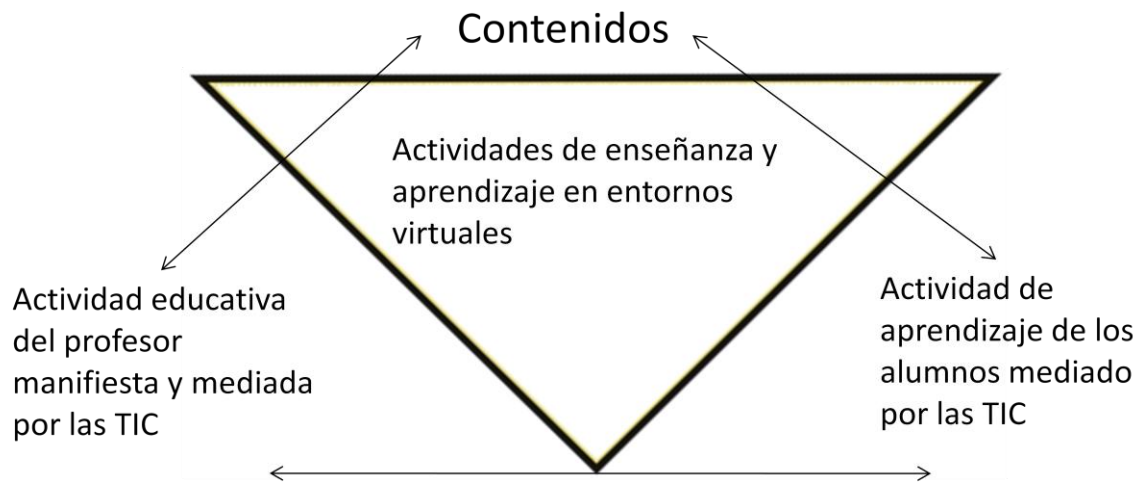 Contenidos
Actividades de enseñanza y
aprendizaje en entornos
virtuales
Actividad educativa
del profesor
manifiesta y mediada
por las TIC
Actividad de
aprendizaje de los
alumnos mediado
por las TIC